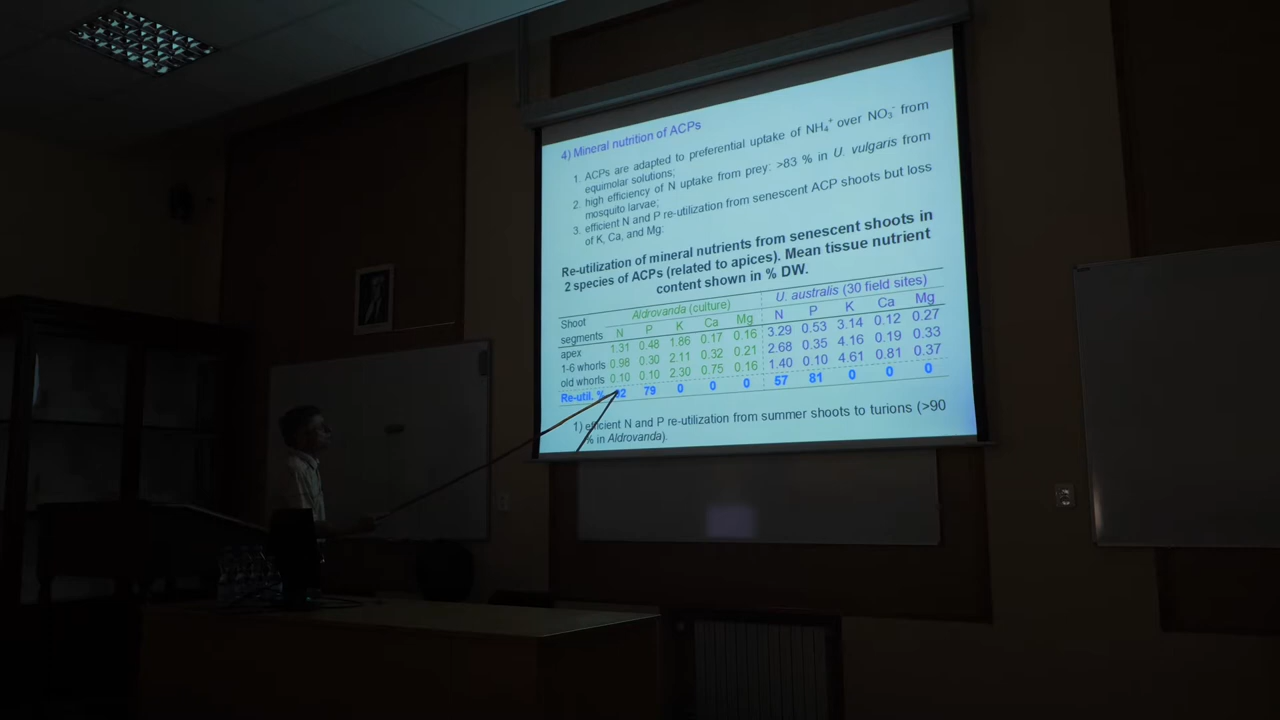 4) Mineral nutrition of ACPs
1. ACPs are adapted to preferential uptake of NH₄⁺ over NO₃⁻ from
equimolar solutions;
2. high efficiency of N uptake from prey: >83 % in U. vulgaris from
mosquito larvae;
3. efficient N and P re-utilization from senescent ACP shoots but loss
of K, Ca, and Mg:
Re-utilization of mineral nutrients from senescent shoots in
2 species of ACPs (related to apices). Mean tissue nutrient
content shown in % DW.
Shoot segments Aldrovanda (culture) U. australis (30 field sites)
N P K Ca Mg N P K Ca Mg
apex 1.31 0.48 1.86 0.17 0.16 3.29 0.53 3.14 0.12 0.27
1-6 whorls 0.98 0.30 2.11 0.32 0.21 2.68 0.35 4.16 0.19 0.33
old whorls 0.10 0.10 2.30 0.75 0.16 1.40 0.10 4.61 0.81 0.37
Re-util. % 79 0 0 0 57 81 0 0 0
1) efficient N and P re-utilization from summer shoots to turions (>90
% in Aldrovanda).